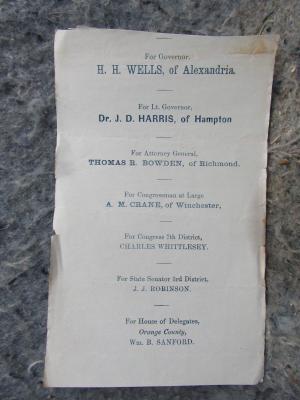 For Governor,
H. H. WELLS, of Alexandria.
For Lt. Governor,
Dr. J. D. HARRIS, of Hampton
For Attorney General,
THOMAS R. BOWDEN, of Richmond.
For Congressman at Large
A. M. CRANE, of Winchester,
For Congress 7th District,
CHARLES WHITTLESEY.
For State Senator 3rd District.
J. J. ROBINSON.
For House of Delegates,
Orange County,
Wm. B. SANFORD.